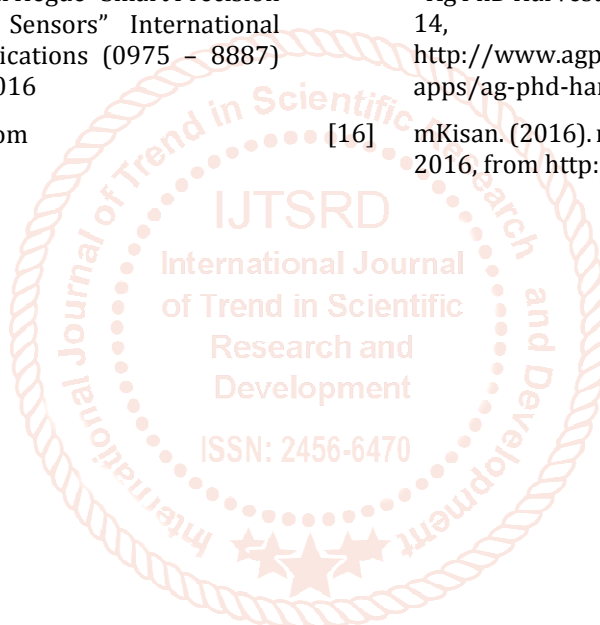 Smart Precision
Sensors” International
ications (0975 – 8887)
016
om
14,
http://www.agp
apps/ag-phd-har
[16] mKisan. (2016). r
2016, from http:
International Journal of Trend in Scientific Research and Development
IJTSRD
International Journal
of Trend in Scientific
Research and
Development
ISSN: 2456-6470